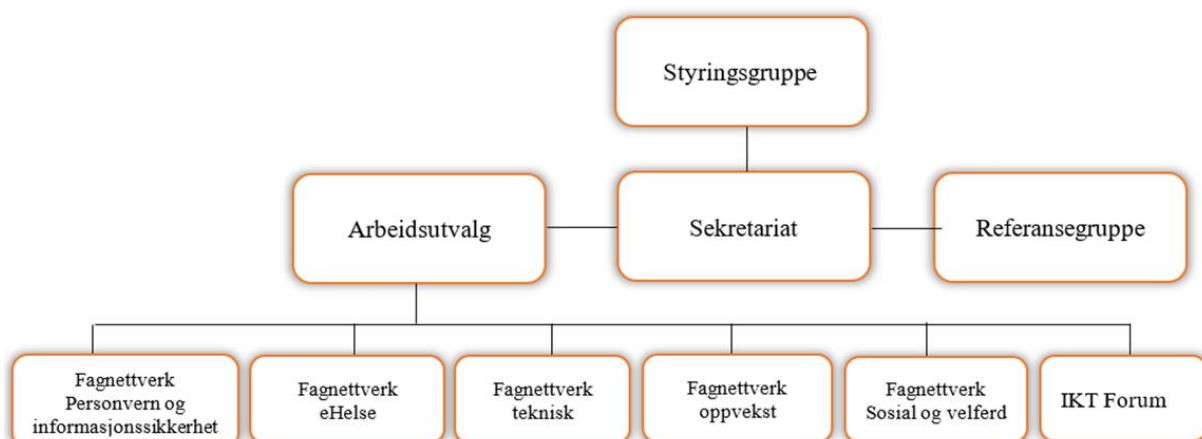 Styringsgruppe
Arbeidsutvalg
Sekretariat
Referansegruppe
Fagnettverk
Personvern og
informasjonssikkerhet
Fagnettverk
eHelse
Fagnettverk
teknisk
Fagnettverk
oppvekst
Fagnettverk
Sosial og velferd
IKT Forum